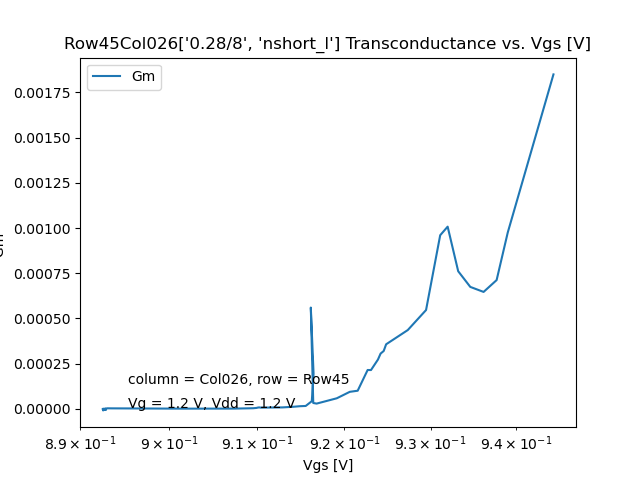 Row45Col026['0.28/8', 'nshort_l'] Transconductance vs. Vgs [V]
Gm
0.00175
0.00150
0.00125
0.00100
0.00075
0.00050
0.00025
0.00000
Gm
column = Col026, row = Row45
Vg = 1.2 V, Vdd = 1.2 V
8.9 × 10⁻¹ 9 × 10⁻¹ 9.1 × 10⁻¹ 9.2 × 10⁻¹ 9.3 × 10⁻¹ 9.4 × 10⁻¹
Vgs [V]